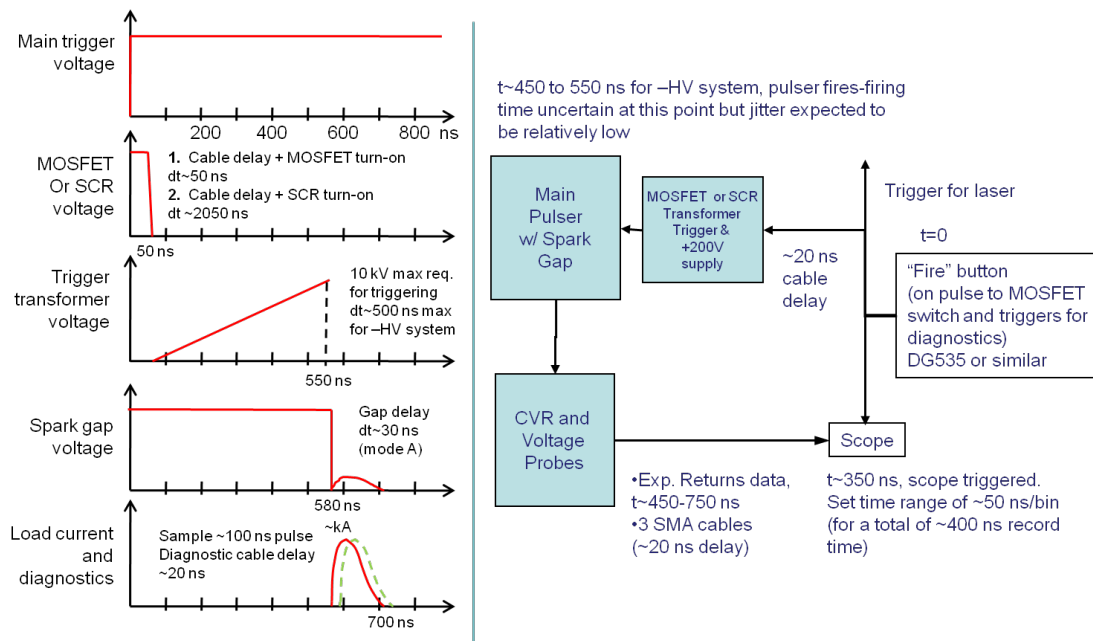 Main trigger
voltage
200
400
600
800
ns
MOSFET
Or SCR
voltage
1. Cable delay + MOSFET turn-on
dt~50 ns
2. Cable delay + SCR turn-on
dt ~2050 ns
50 ns
Trigger
transformer
voltage
10 kV max req.
for triggering
dt~500 ns max
for –HV system
550 ns
Spark gap
voltage
Gap delay
dt~30 ns
(mode A)
580 ns
Load current
and
diagnostics
Sample ~100 ns pulse
Diagnostic cable delay
~20 ns
~kA
700 ns
t~450 to 550 ns for –HV system, pulser fires-firing
time uncertain at this point but jitter expected to
be relatively low
Main
Pulser
w/ Spark
Gap
MOSFET or SCR
Transformer
Trigger &
+200V
supply
~20 ns
cable
delay
Trigger for laser
t=0
“Fire” button
(on pulse to MOSFET
switch and triggers for
diagnostics)
DG535 or similar
CVR and
Voltage
Probes
Scope
•Exp. Returns data,
t~450-750 ns
•3 SMA cables
(~20 ns delay)
t~350 ns, scope triggered.
Set time range of ~50 ns/bin
(for a total of ~400 ns record
time)